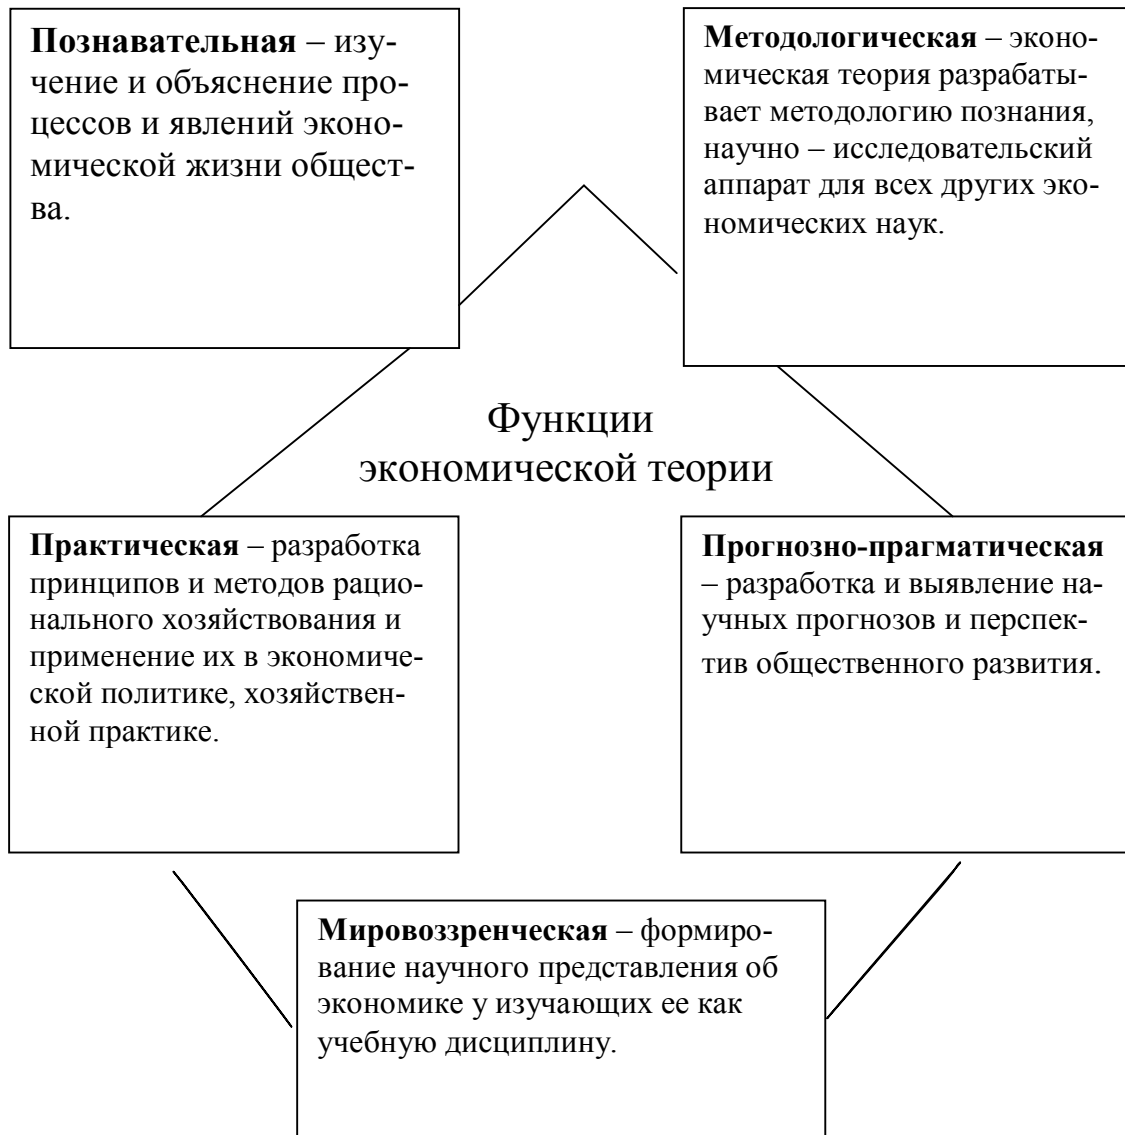 Познавательная – изу-
чение и объяснение про-
цессов и явлений эконо-
мической жизни общест-
ва.
Методологическая – эконо-
мическая теория разрабаты-
вает методологию познания,
научно – исследовательский
аппарат для всех других эко-
номических наук.
Функции
экономической теории
Практическая – разработка
принципов и методов рацио-
нального хозяйствования и
применение их в экономиче-
ской политике, хозяйствен-
ной практике.
Прогнозно-прагматическая
– разработка и выявление на-
учных прогнозов и перспек-
тив общественного развития.
Мировоззренческая – формиро-
вание научного представления об
экономике у изучающих ее как
учебную дисциплину.